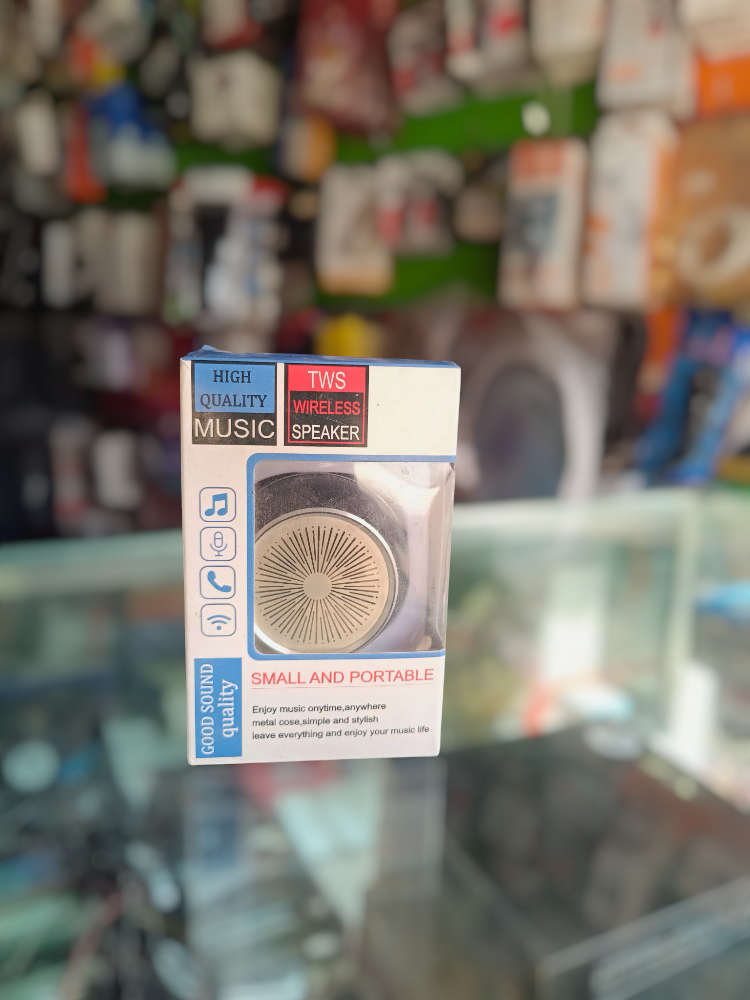 HIGH
QUALITY
MUSIC
TWS
WIRELESS
SPEAKER
GOOD SOUND
quality
SMALL AND PORTABLE
Enjoy music onytime,anywhere
metal cose,simple and stylish
leave everything and enjoy your music life